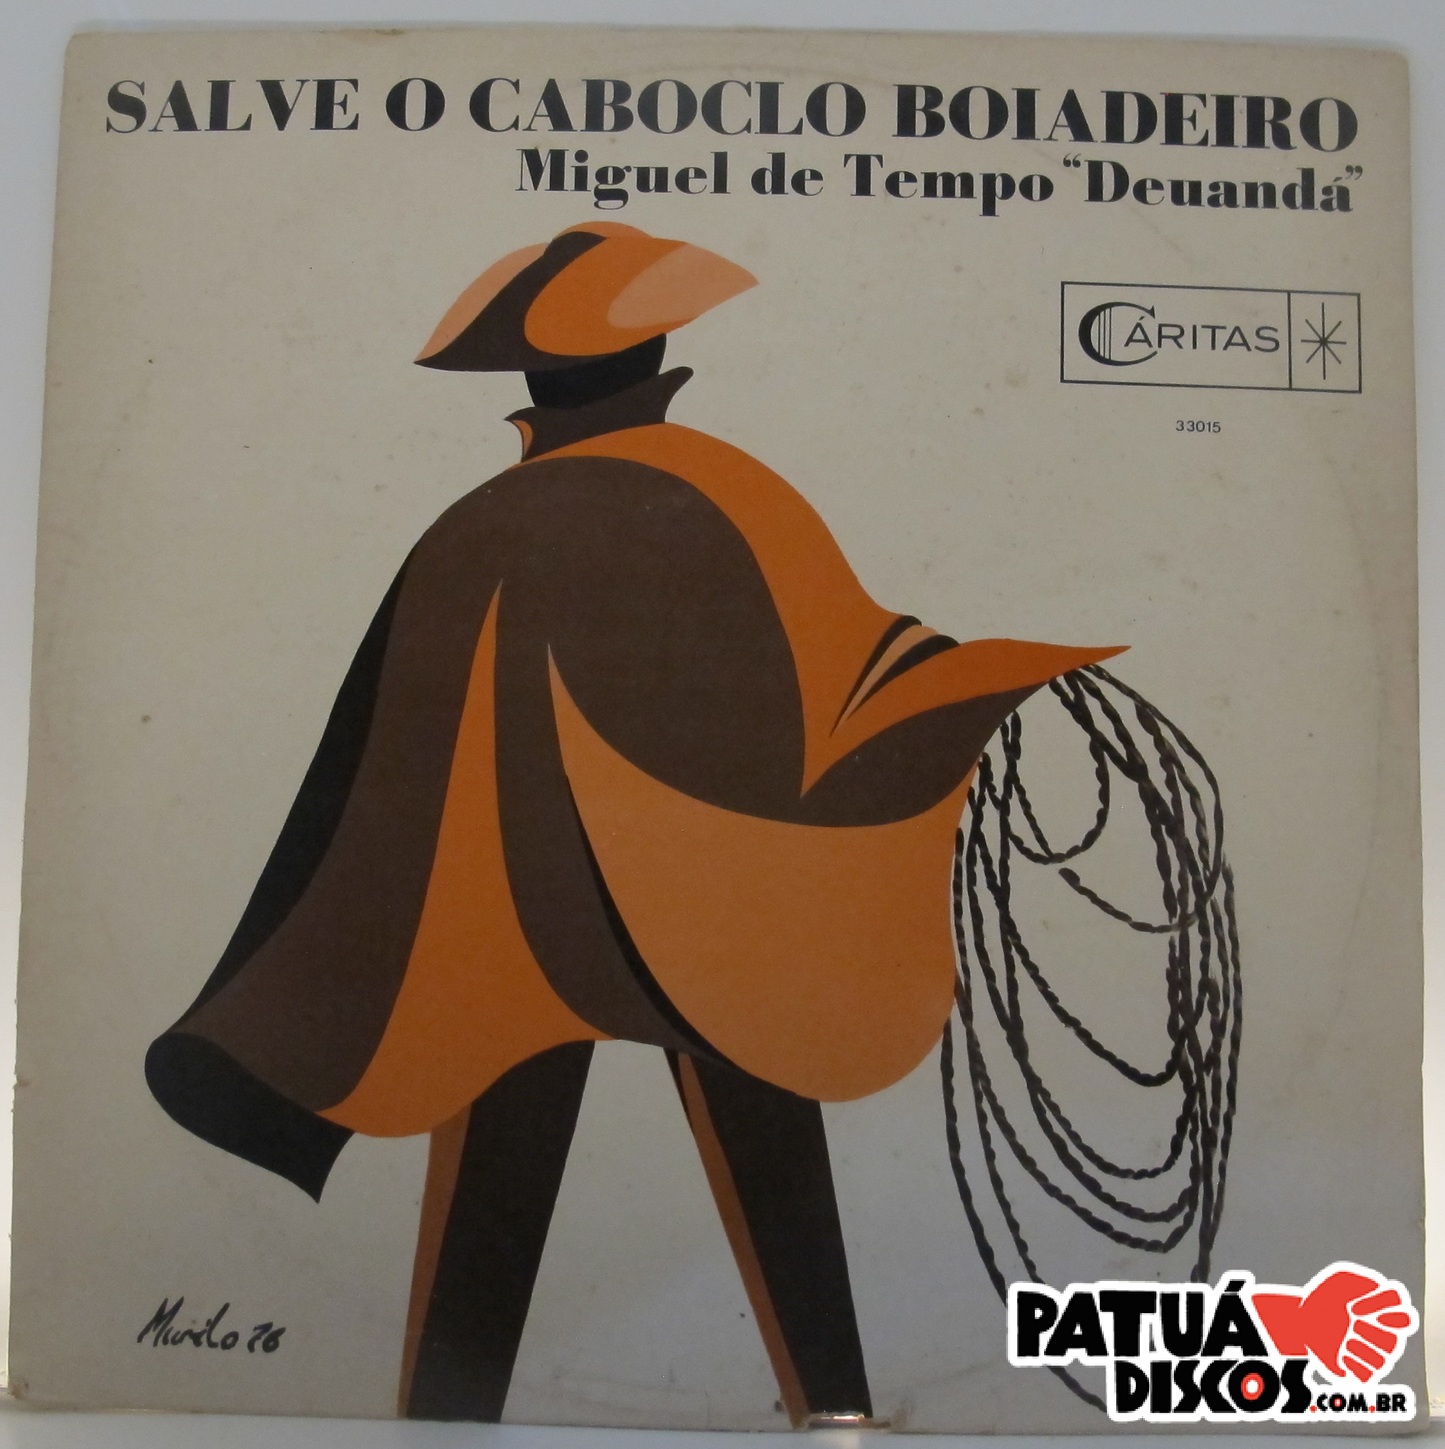 SALVE O CABOCLO BOIADEIRO
Miguel de Tempo “Deuandá”
CÁRITAS
33015
Murilo 76
PATUÁ
DISCOS.COM.BR